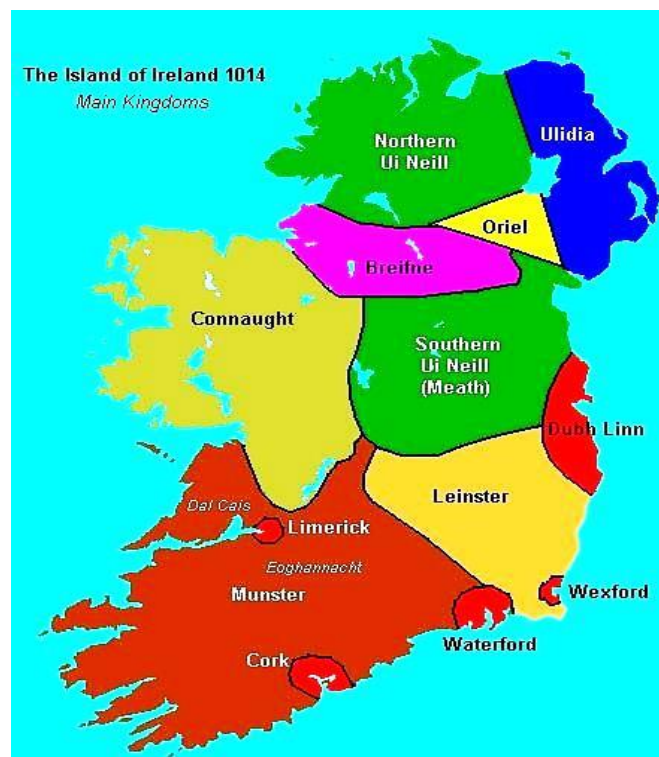 The Island of Ireland 1014
Main Kingdoms
Northern
Ui Neill
Ulidia
Oriel
Breifne
Connaught
Southern
Ui Neill
(Meath)
Dubh Linn
Leinster
Dal Cais
Limerick
Eoghannacht
Munster
Wexford
Waterford
Cork